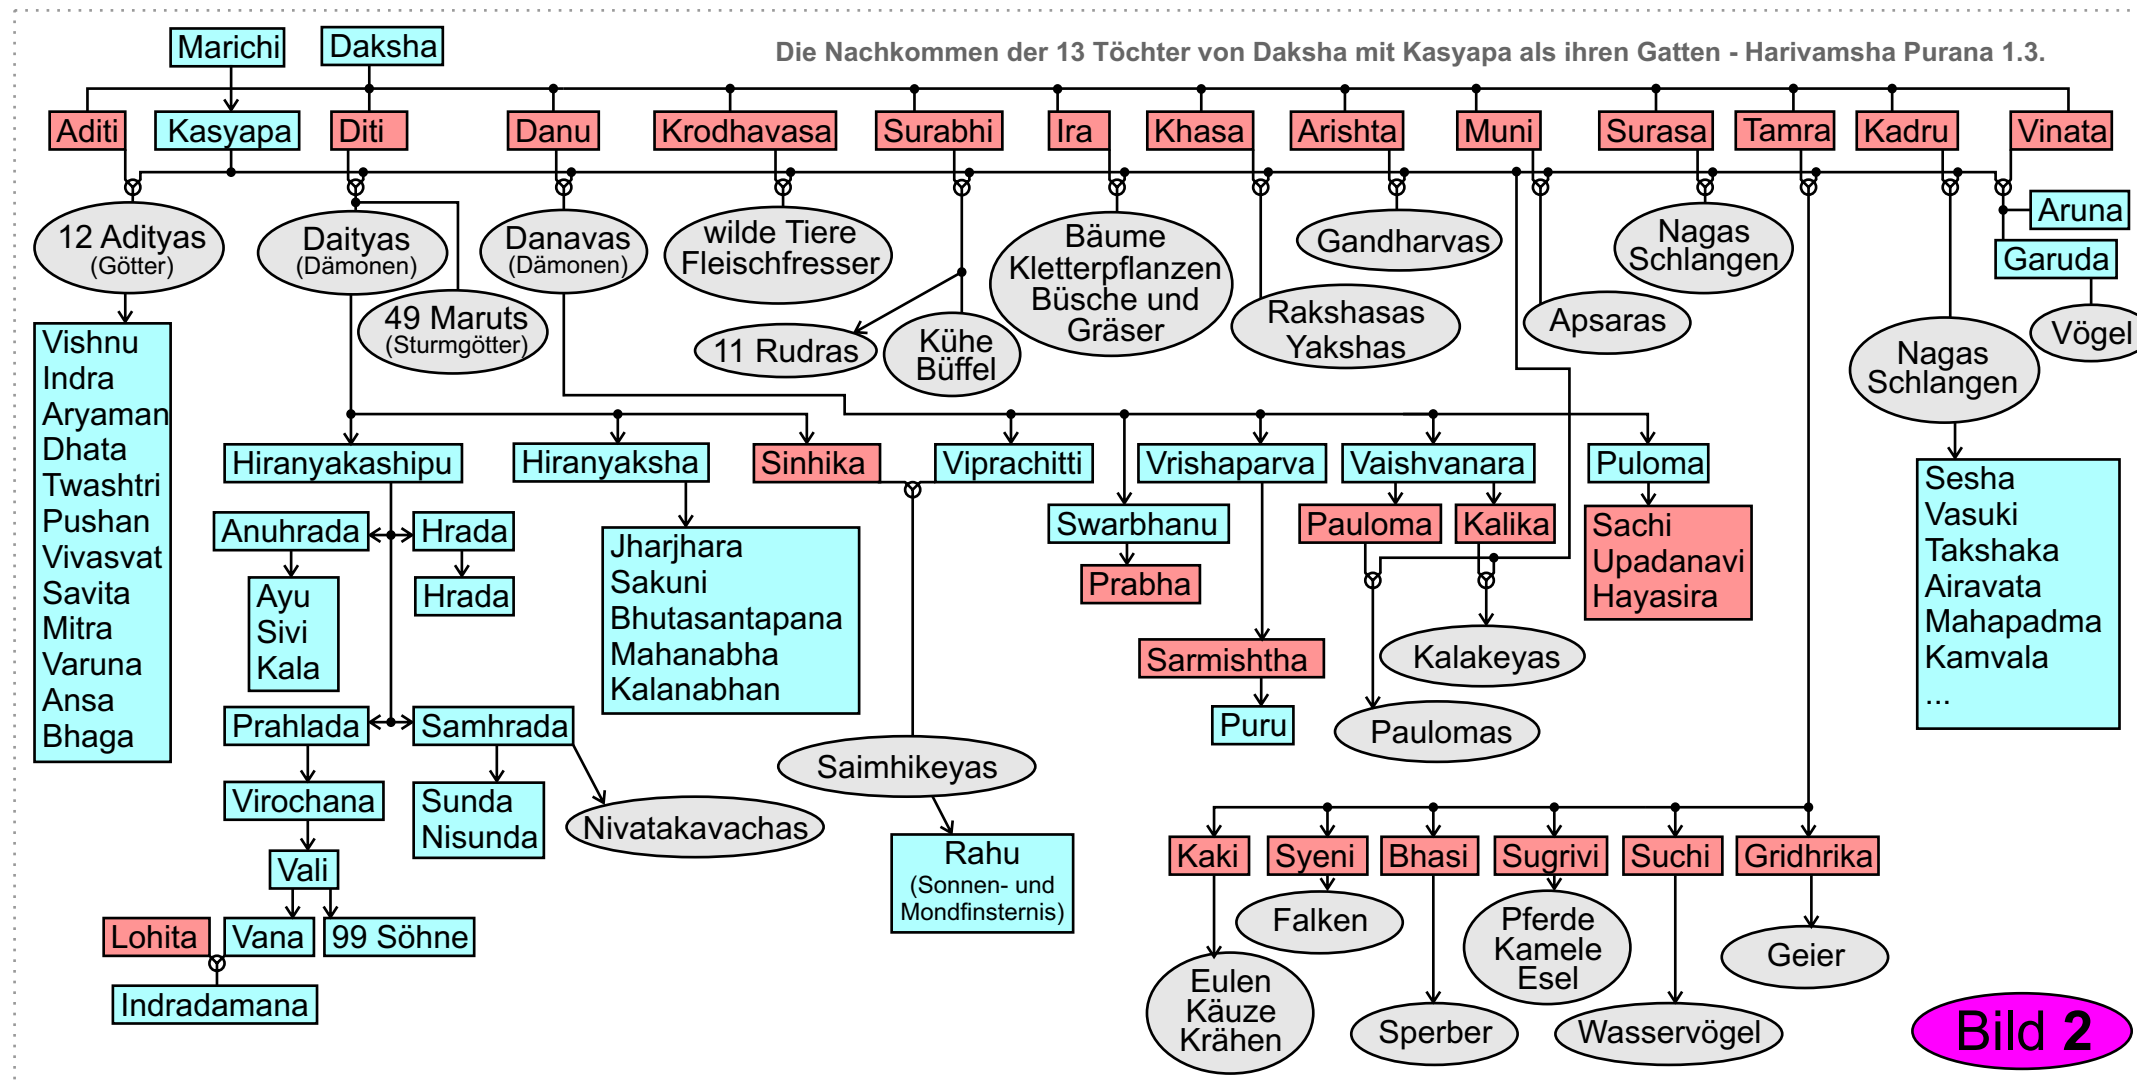 Marichi
Daksha
Die Nachkommen der 13 Töchter von Daksha mit Kasyapa als ihren Gatten - Harivamsha Purana 1.3.
Aditi
Kasyapa
Diti
Danu
Krodhavasa
Surabhi
Ira
Khasa
Arishta
Muni
Surasa
Tamra
Kadru
Vinata
12 Adityas
(Götter)
Daityas
(Dämonen)
Danavas
(Dämonen)
wilde Tiere
Fleischfresser
Bäume
Kletterpflanzen
Büsche und
Gräser
Gandharvas
Nagas
Schlangen
Aruna
Garuda
49 Maruts
(Sturmgötter)
11 Rudras
Kühe
Büffel
Rakshasas
Yakshas
Apsaras
Nagas
Schlangen
Vögel
Vishnu
Indra
Aryaman
Dhata
Twashtri
Pushan
Vivasvat
Savita
Mitra
Varuna
Ansa
Bhaga
Hiranyakashipu
Hiranyaksha
Sinhika
Viprachitti
Vrishaparva
Vaishvanara
Puloma
Anuhrada
Hrada
Ayu
Sivi
Kala
Hrada
Jharjhara
Sakuni
Bhutasantapana
Mahanabha
Kalanabhan
Swarbhanu
Prabha
Pauloma
Kalika
Sachi
Upadanavi
Hayasira
Sesha
Vasuki
Takshaka
Airavata
Mahapadma
Kamvala
...
Sarmishtha
Kalakeyas
Puru
Paulomas
Prahlada
Samhrada
Saimhikeyas
Virochana
Sunda
Nisunda
Nivatakavachas
Vali
Rahu
(Sonnen- und
Mondfinsternis)
Lohita
Vana
99 Söhne
Indradamana
Kaki
Syeni
Bhasi
Sugrivi
Suchi
Gridhrika
Falken
Pferde
Kamele
Esel
Geier
Eulen
Käuze
Krähen
Sperber
Wasservögel
Bild 2